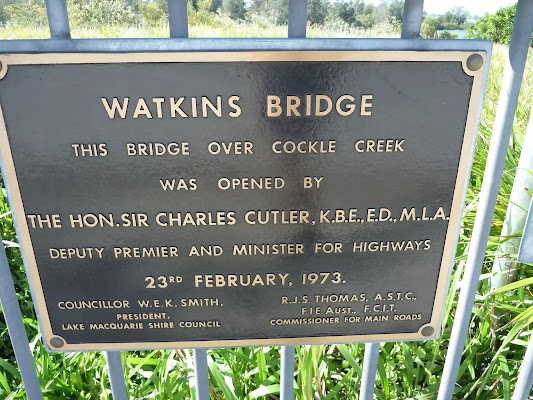 WATKINS BRIDGE
THIS BRIDGE OVER COCKLE CREEK
WAS OPENED BY
THE HON.SIR CHARLES CUTLER, K.B.E., E.D., M.L.A.
DEPUTY PREMIER AND MINISTER FOR HIGHWAYS
23RD FEBRUARY, 1973.
COUNCILLOR W.E.K. SMITH,
PRESIDENT,
LAKE MACQUARIE SHIRE COUNCIL
R.J.S. THOMAS, A.S.T.C.,
F.I.E. AUST., F.C.I.T.
COMMISSIONER FOR MAIN ROADS